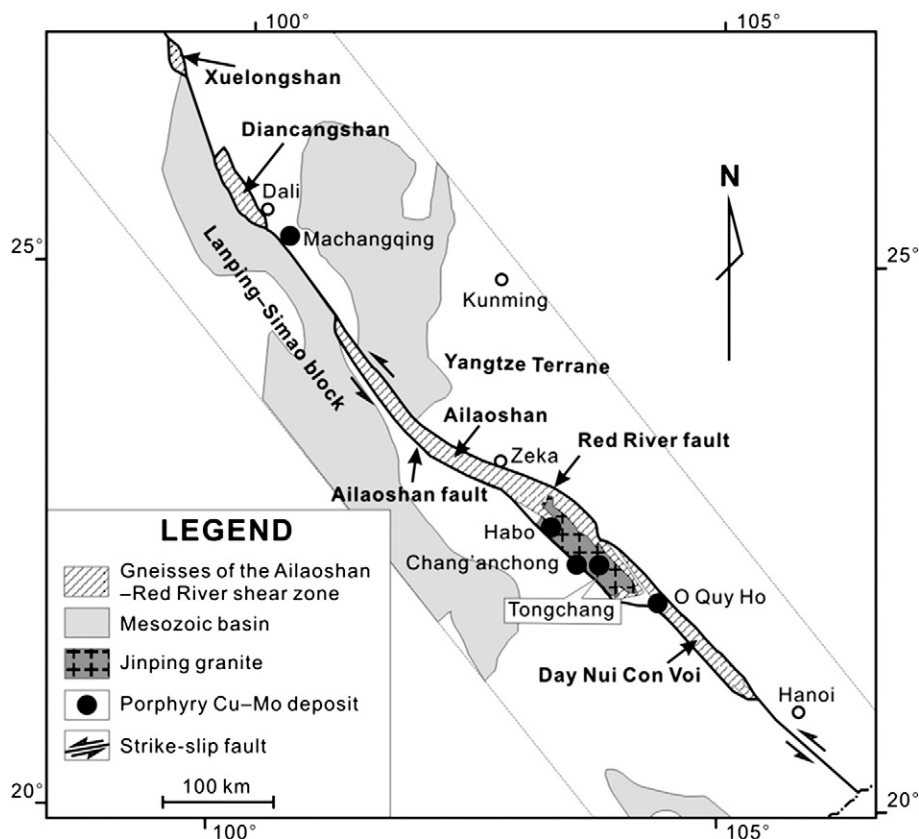 100°
105°
Xuelongshan
Diancangshan
Dali
Machangqing
N
25°
25°
Kunming
Lanping–Simao block
Yangtze Terrane
Ailaoshan
Red River fault
Zeka
Ailaoshan fault
LEGEND
Gneisses of the Ailaoshan
–Red River shear zone
Mesozoic basin
Jinping granite
Porphyry Cu–Mo deposit
Strike-slip fault
100 km
Habo
Chang'anchong
Tongchang
O Quy Ho
Day Nui Con Voi
Hanoi
20°
20°
100°
105°